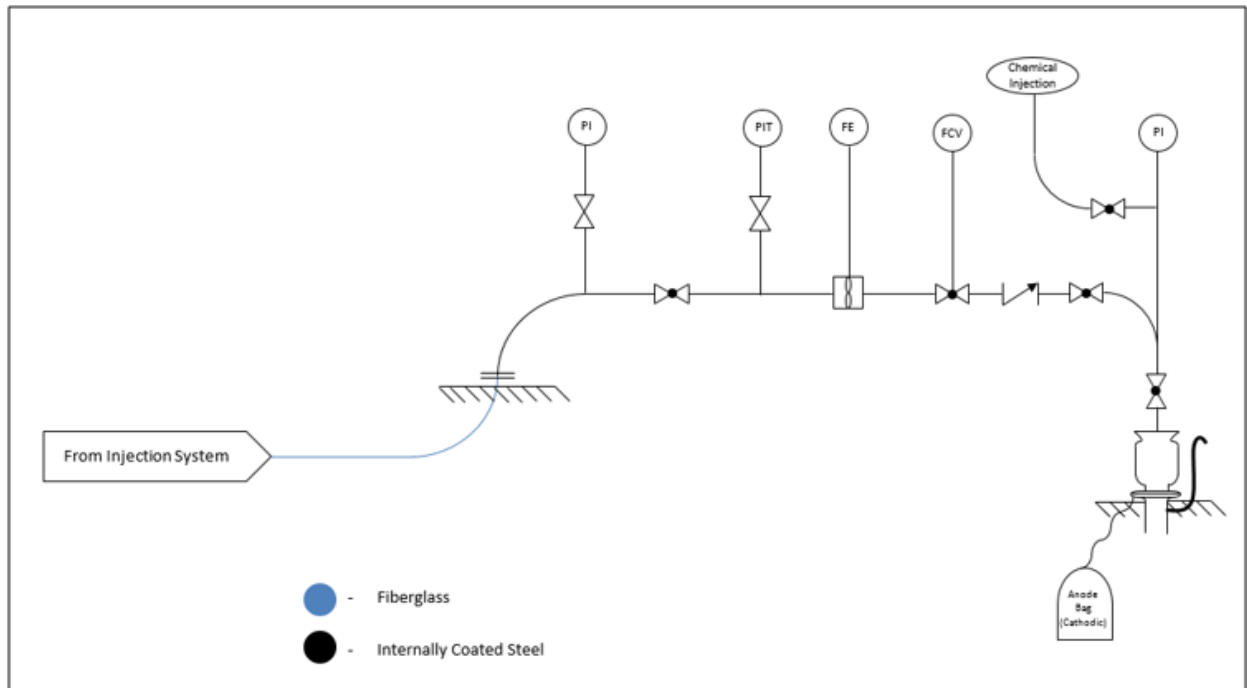 Chemical
Injection
PI
PIT
FE
FCV
PI
From Injection System
Anode
Bag
(Cathodic)
- Fiberglass
- Internally Coated Steel